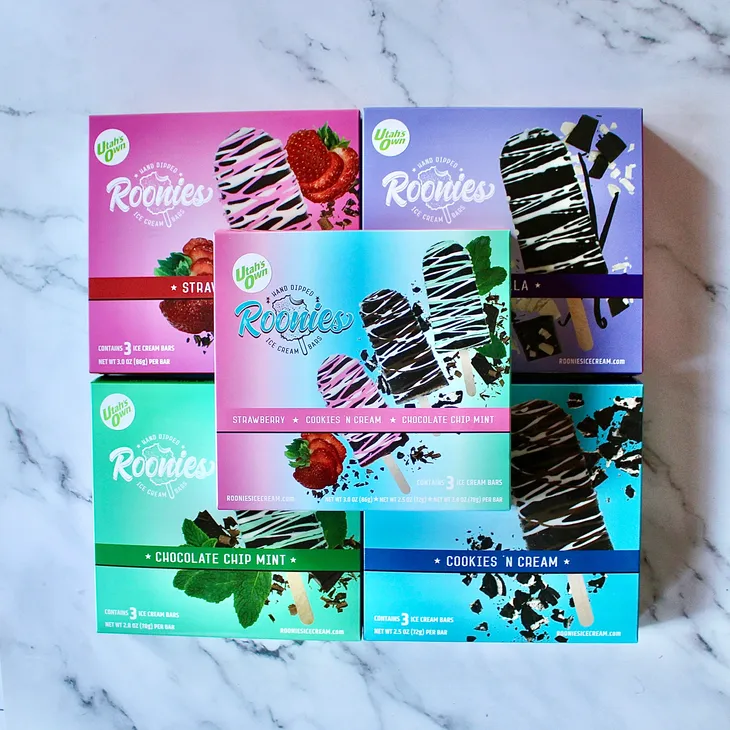 Utah's
Own
HAND DIPPED
Roonies
ICE CREAM BARS
★ STRAW
CONTAINS 3 ICE CREAM BARS
NET WT 3.0 OZ (86g) PER BAR
Utah's
Own
HAND DIPPED
Roonies
ICE CREAM BARS
LA ★
ROONIESICECREAM.com
Utah's
Own
HAND DIPPED
Roonies
ICE CREAM BARS
STRAWBERRY ★ COOKIES 'N CREAM ★ CHOCOLATE CHIP MINT
CONTAINS 3 ICE CREAM BARS
ROONIESICECREAM.com
Utah's
Own
HAND DIPPED
Roonies
ICE CREAM BARS
★ CHOCOLATE CHIP MINT ★
CONTAINS 3 ICE CREAM BARS
NET WT 2.8 OZ (78g) PER BAR
ROONIESICECREAM.com
★ COOKIES 'N CREAM ★
CONTAINS 3 ICE CREAM BARS
NET WT 2.5 OZ (72g) PER BAR
ROONIESICECREAM.com